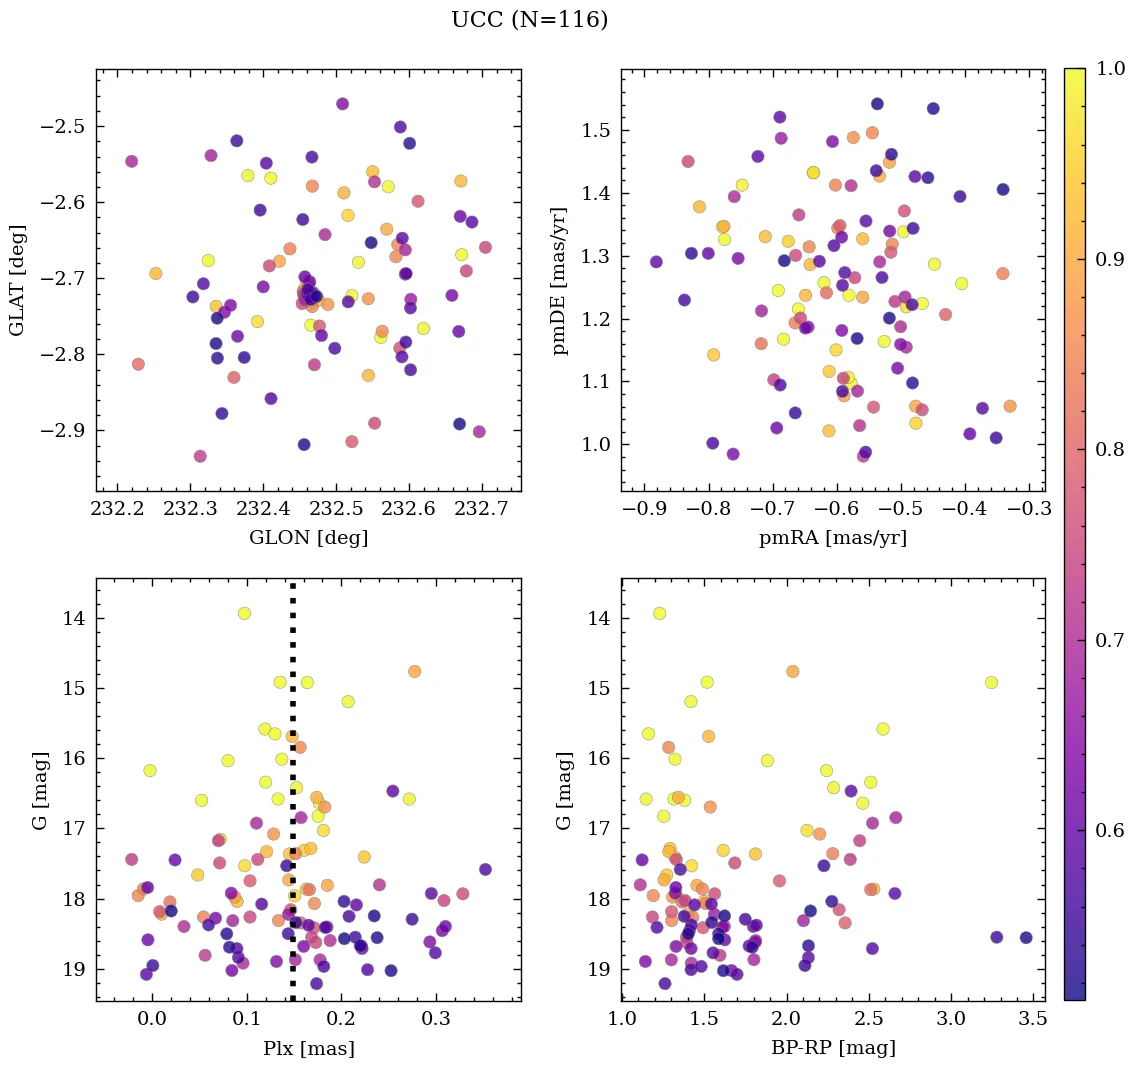 UCC (N=116)
−2.5
−2.6
−2.7
−2.8
−2.9
GLAT [deg]
232.2 232.3 232.4 232.5 232.6 232.7
GLON [deg]
1.5
1.4
1.3
1.2
1.1
1.0
pmDE [mas/yr]
−0.9 −0.8 −0.7 −0.6 −0.5 −0.4 −0.3
pmRA [mas/yr]
14
15
16
17
18
19
G [mag]
0.0 0.1 0.2 0.3
Plx [mas]
14
15
16
17
18
19
G [mag]
1.0 1.5 2.0 2.5 3.0 3.5
BP-RP [mag]
1.0
0.9
0.8
0.7
0.6